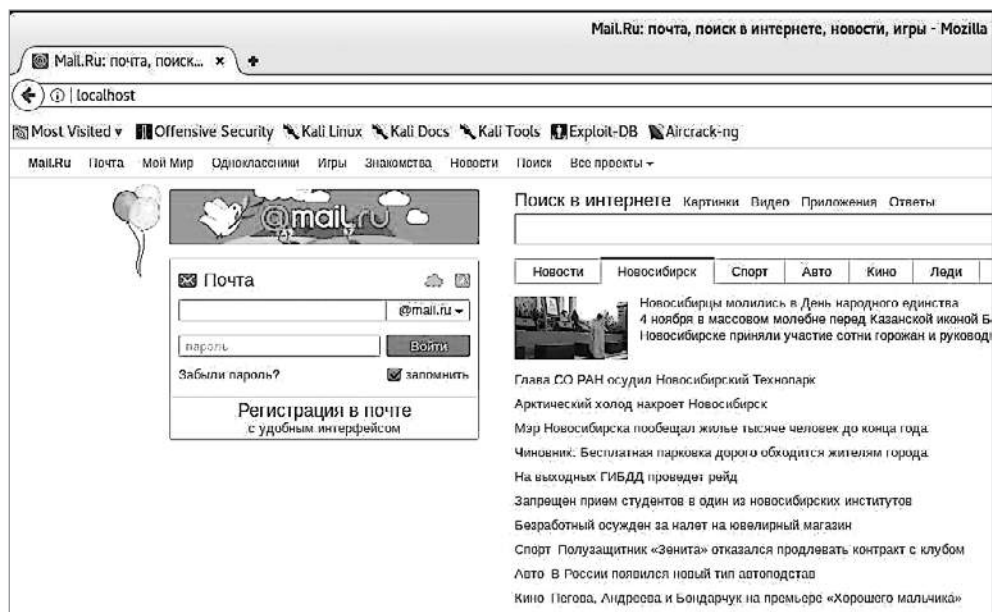 Mail.Ru: почта, поиск в интернете, новости, игры - Mozilla
Mail.Ru: почта, поиск... × +
localhost
Most Visited Offensive Security Kali Linux Kali Docs Kali Tools Exploit-DB Aircrack-ng
Mail.Ru Почта Мой Мир Одноклассники Игры Знакомства Новости Поиск Все проекты
@mail.ru
Почта
@mail.ru
пароль Войти
Забыли пароль? запомнить
Регистрация в почте
с удобным интерфейсом
Поиск в интернете Картинки Видео Приложения Ответы
Новости Новосибирск Спорт Авто Кино Леди
Новосибирцы молились в День народного единства
4 ноября в массовом молебне перед Казанской иконой Б
Новосибирске приняли участие сотни горожан и руковод
Глава СО РАН осудил Новосибирский Технопарк
Арктический холод накроет Новосибирск
Мэр Новосибирска пообещал жилье тысяче человек до конца года
Чиновник: Бесплатная парковка дорого обходится жителям города
На выходных ГИБДД проведет рейд
Запрещен прием студентов в один из новосибирских институтов
Безработный осужден за налет на ювелирный магазин
Спорт Полузащитник «Зенита» отказался продлевать контракт с клубом
Авто В России появился новый тип автоподстав
Кино Пегова, Андреева и Бондарчук на премьере «Хорошего мальчика»